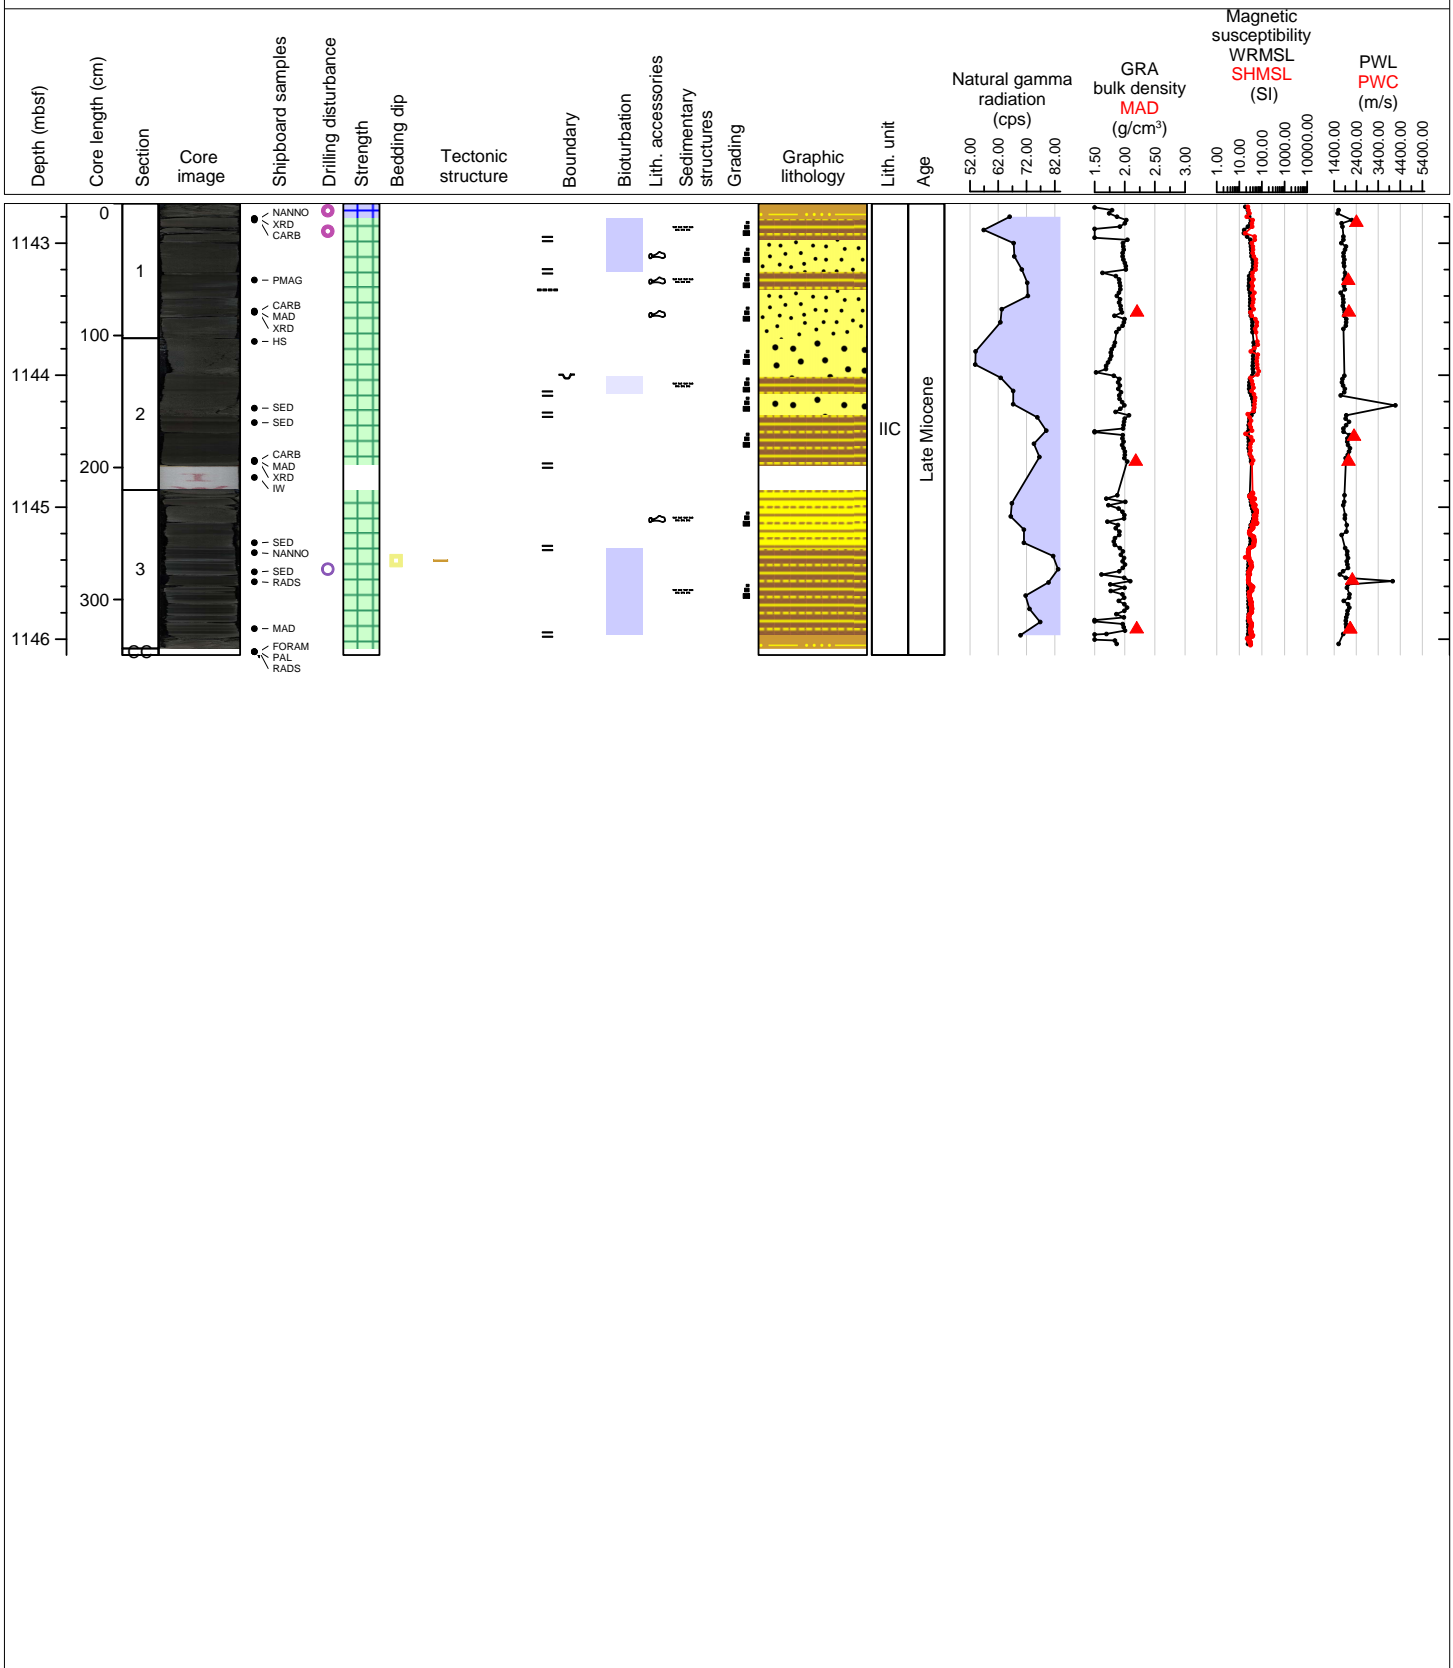 Depth (mbsf)
Core length (cm)
Section
Core
image
Shipboard samples
Drilling disturbance
Strength
Bedding dip
Tectonic
structure
Boundary
Bioturbation
Lith. accessories
Sedimentary
structures
Grading
Graphic
lithology
Lith. unit
Age
Natural gamma
radiation
(cps)
52.00
62.00
72.00
82.00
GRA
bulk density
MAD
(g/cm³)
1.50
2.00
2.50
3.00
Magnetic
susceptibility
WRMSL
SHMSL
(SI)
1.00
10.00
100.00
1000.00
10000.00
PWL
PWC
(m/s)
1400.00
2400.00
3400.00
4400.00
5400.00
1143
1144
1145
1146
0
100
200
300
1
2
3
CC
NANNO
XRD
CARB
PMAG
CARB
MAD
XRD
HS
SED
SED
CARB
MAD
XRD
IW
SED
NANNO
SED
RADS
MAD
FORAM
PAL
RADS
IIC
Late Miocene